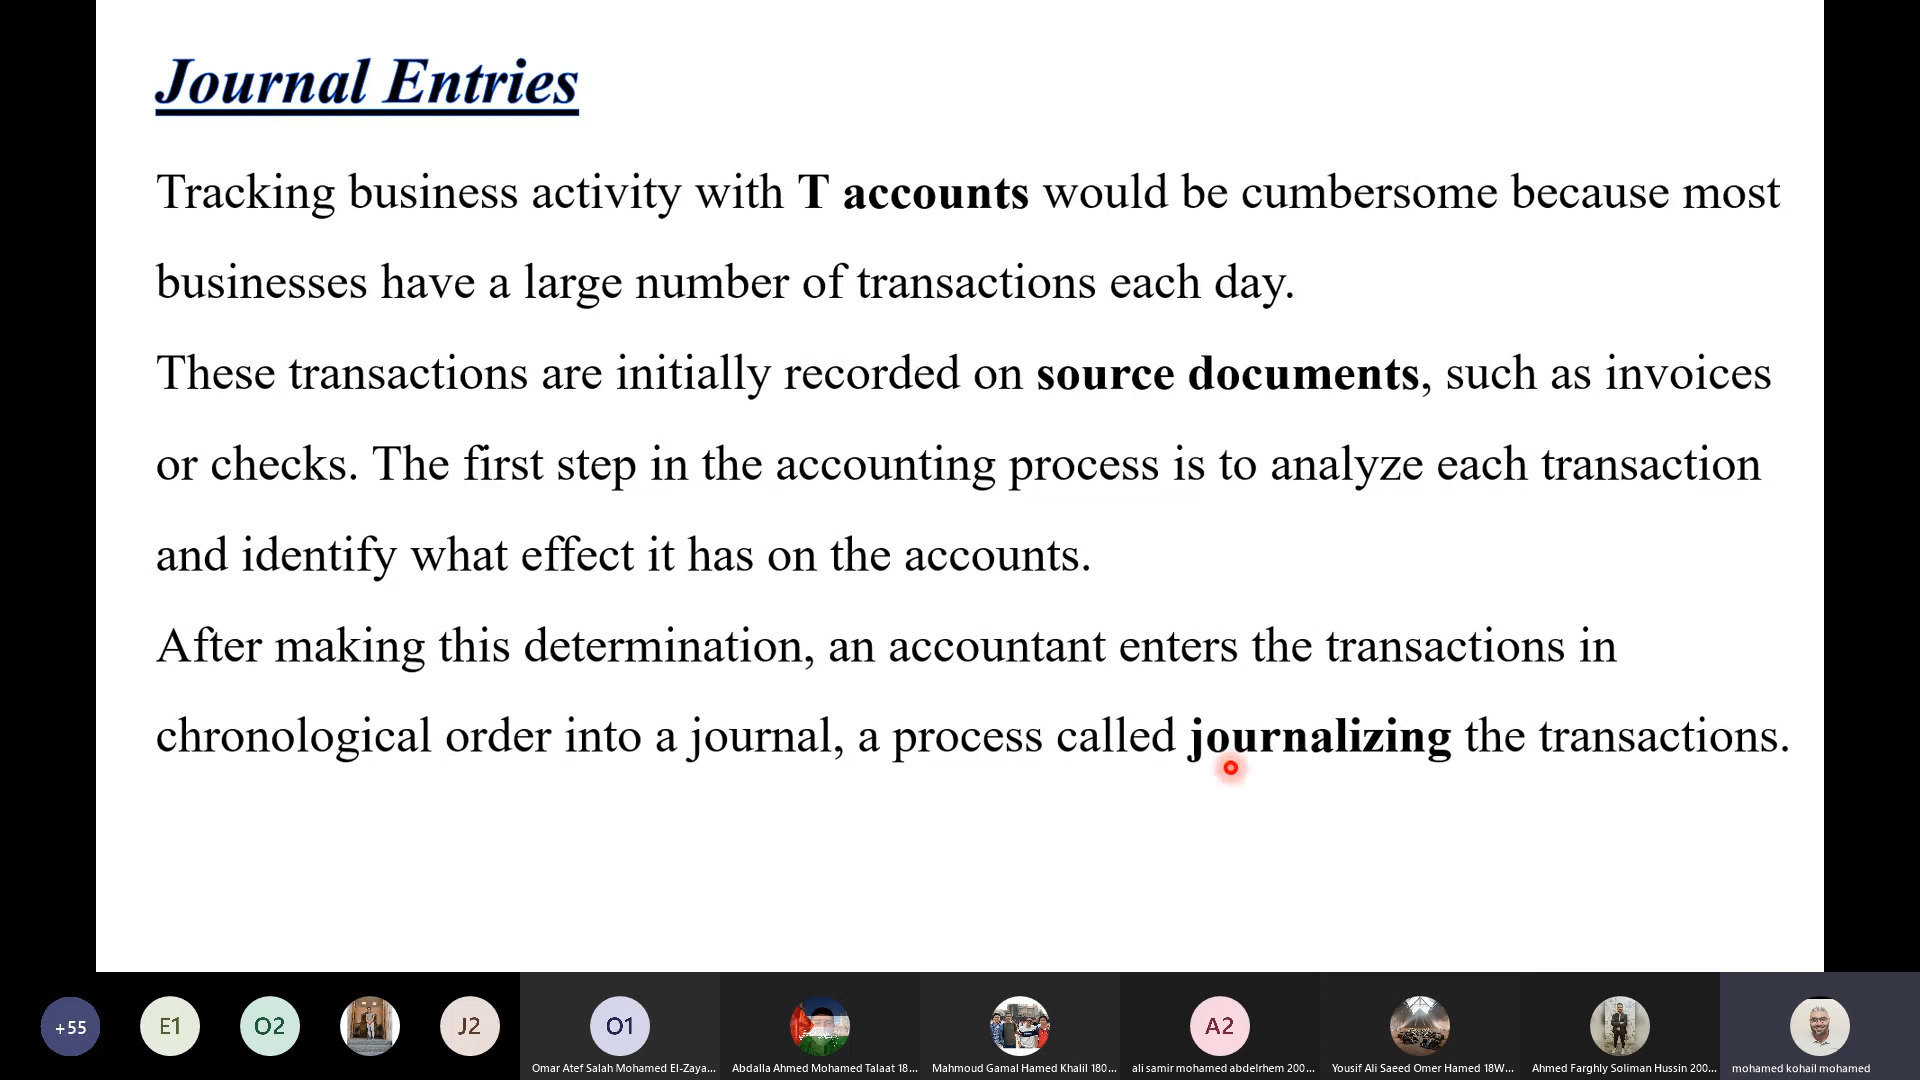 Journal Entries
Tracking business activity with T accounts would be cumbersome because most
businesses have a large number of transactions each day.
These transactions are initially recorded on source documents, such as invoices
or checks. The first step in the accounting process is to analyze each transaction
and identify what effect it has on the accounts.
After making this determination, an accountant enters the transactions in
chronological order into a journal, a process called journalizing the transactions.
+55
E1
O2
J2
O1
A2
Omar Atef Salah Mohamed El-Zaya...
Abdalla Ahmed Mohamed Talaat 18...
Mahmoud Gamal Hamed Khalil 180...
ali samir mohamed abdelrhem 200...
Yousif Ali Saeed Omer Hamed 18W...
Ahmed Farghly Soliman Hussin 200...
mohamed kohail mohamed